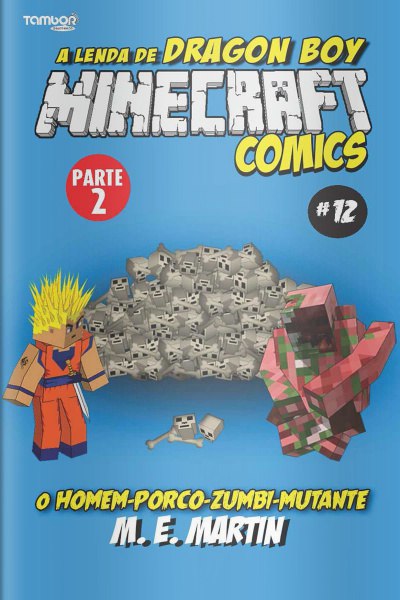 TAMBOR
A LENDA DE DRAGON BOY
MINECRAFT
COMICS
PARTE
2
#12
O HOMEM-PORCO-ZUMBI-MUTANTE
M. E. MARTIN